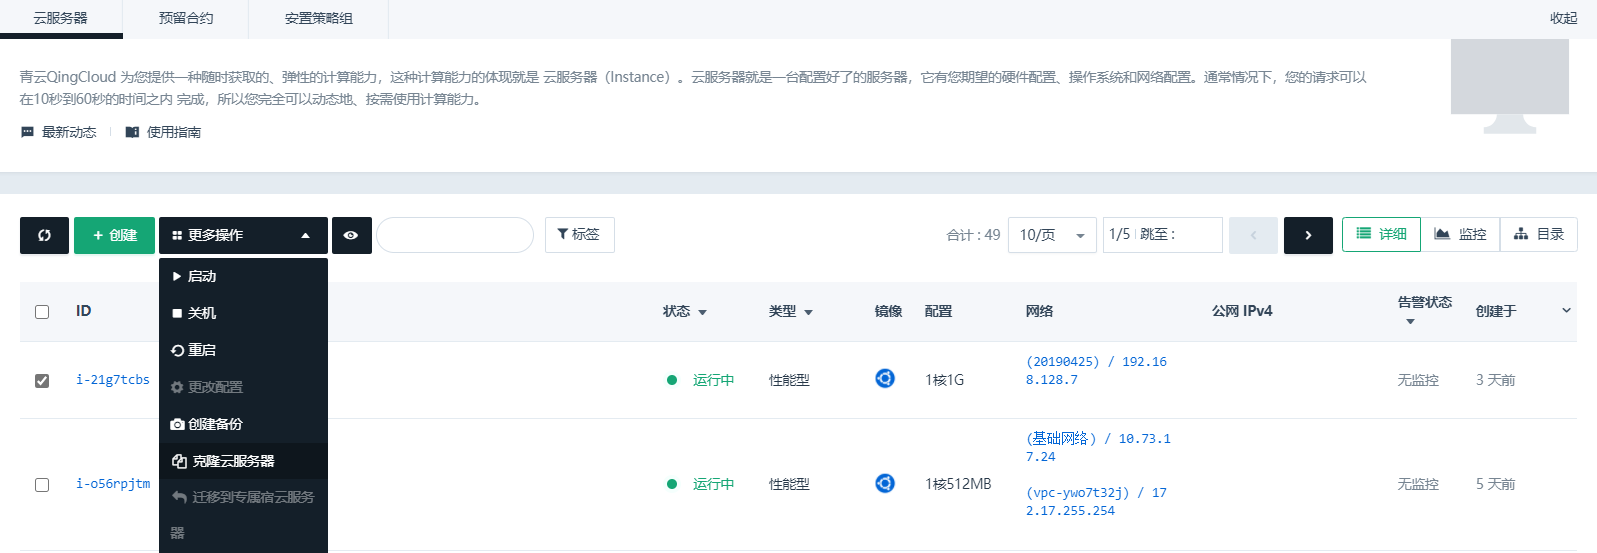 云服务器 预留合约 安置策略组 收起
青云QingCloud 为您提供一种随时获取的、弹性的计算能力，这种计算能力的体现就是 云服务器（Instance）。云服务器就是一台配置好了的服务器，它有您期望的硬件配置、操作系统和网络配置。通常情况下，您的请求可以
在10秒到60秒的时间之内 完成，所以您完全可以动态地、按需使用计算能力。
最新动态 使用指南
创建 更多操作 标签 合计：49 10/页 1/5 跳至： 详细 监控 目录
启动
关机
重启
更改配置
创建备份
克隆云服务器
迁移到专属宿云服务
器
ID 状态 类型 镜像 配置 网络 公网 IPv4 告警状态 创建于
i-21g7tcbs 运行中 性能型 1核1G (20190425) / 192.16
8.128.7 无监控 3 天前
i-o56rpjtm 运行中 性能型 1核512MB (基础网络) / 10.73.1
7.24
(vpc-ywo7t32j) / 17
2.17.255.254 无监控 5 天前